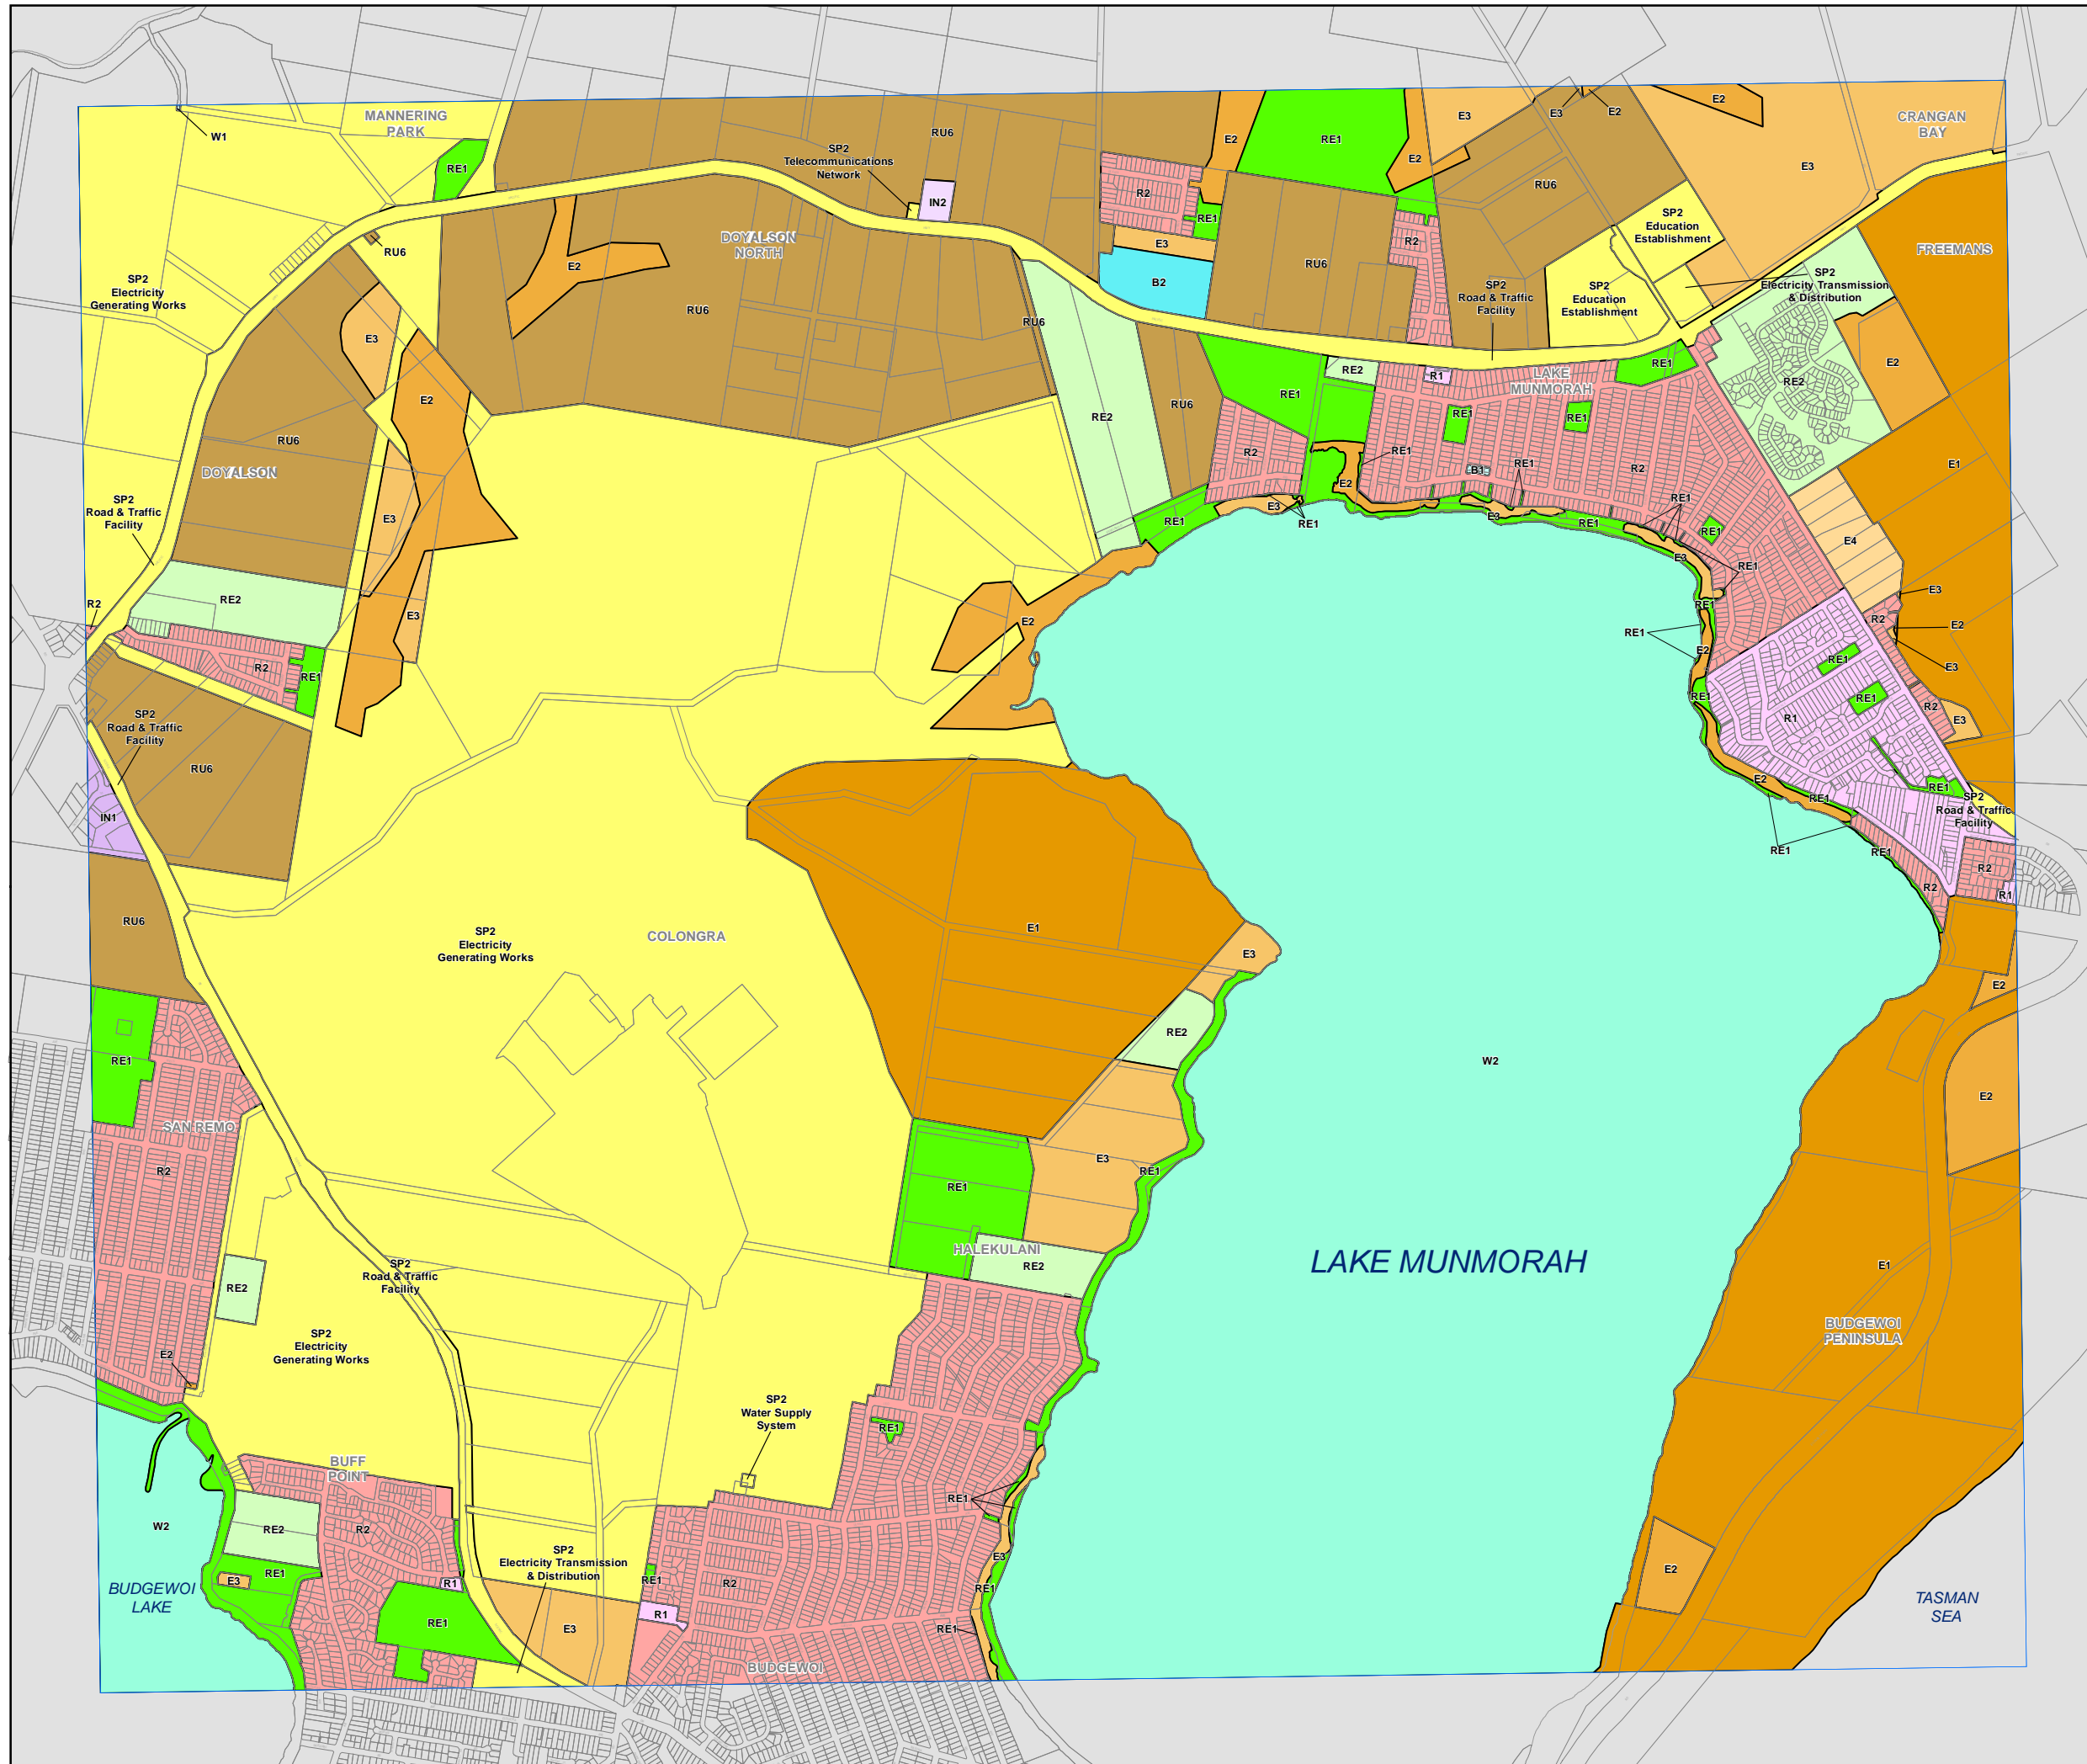 MANNERING
PARK
W1
RE1
RU6
SP2
Telecommunications
Network
IN2
E2
RE1
E2
E3
E3
E2
E2
CRANGAN
BAY
E3
RU6
R2
RE1
E3
B2
RU6
R2
SP2
Education
Establishment
SP2
Education
Establishment
SP2
Road & Traffic
Facility
SP2
Electricity Transmission
& Distribution
FREEMANS
DOYALSON
NORTH
E2
RU6
RU6
RU6
SP2
Electricity
Generating Works
E3
E2
RU6
DOYALSON
E3
E3
SP2
Road & Traffic
Facility
RE2
R2
R2
RE1
RE2
RU6
RE1
RE2
R1
LAKE
MUNMORAH
RE1
RE2
E2
RE1
RE1
R2
RE1
B1
RE1
R2
E2
E1
RE1
E3
RE1
E3
RE1
RE1
RE1
E3
RE1
E4
E3
RE1
RE1
E2
R2
E2
E3
RE1
RE1
RE1
R1
R2
E3
E2
E2
RE1
RE1
RE1
RE1
SP2
Road & Traffic
Facility
R2
R2
R1
E2
SP2
Road & Traffic
Facility
RU6
IN1
RU6
SP2
Electricity
Generating Works
COLONGRA
E1
E3
RE2
W2
E2
RE1
SAN REMO
R2
RE1
E3
RE1
HALEKULANI
RE2
LAKE MUNMORAH
E1
BUDGEWOI
PENINSULA
SP2
Road & Traffic
Facility
RE2
SP2
Electricity
Generating Works
E2
SP2
Water Supply
System
RE1
BUFF
POINT
RE1
W2
RE2
R2
SP2
Electricity Transmission
& Distribution
E3
E2
RE1
E3
R1
RE1
R2
RE1
BUDGEWOI
LAKE
TASMAN
SEA
RE1
E3
R1
RE1
BUDGEWOI